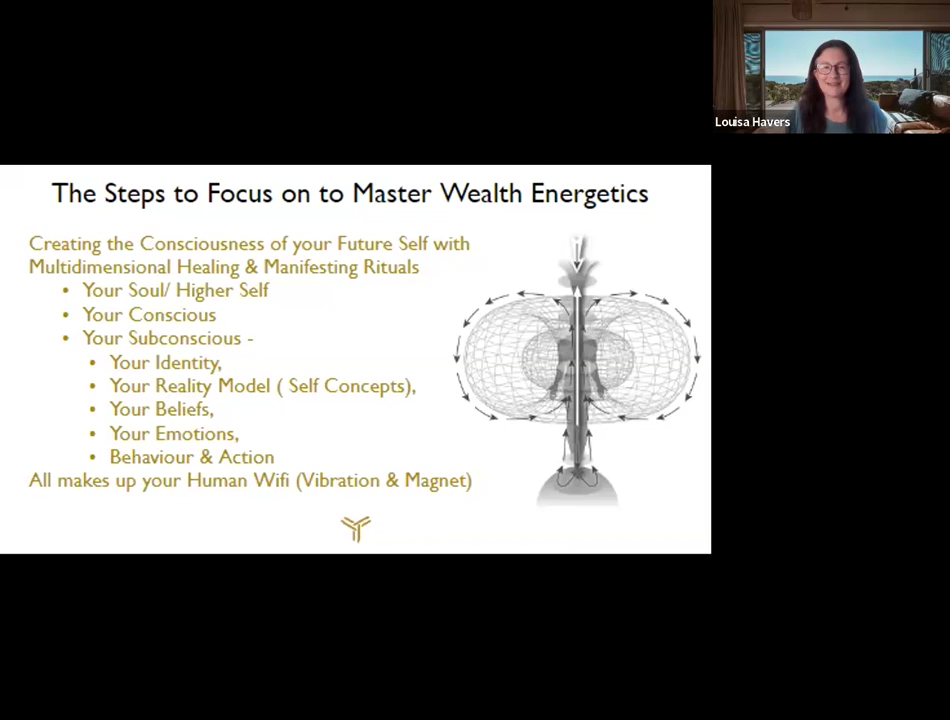 Louisa Havers
The Steps to Focus on to Master Wealth Energetics
Creating the Consciousness of your Future Self with
Multidimensional Healing & Manifesting Rituals
• Your Soul/ Higher Self
• Your Conscious
• Your Subconscious -
• Your Identity,
• Your Reality Model ( Self Concepts),
• Your Beliefs,
• Your Emotions,
• Behaviour & Action
All makes up your Human Wifi (Vibration & Magnet)